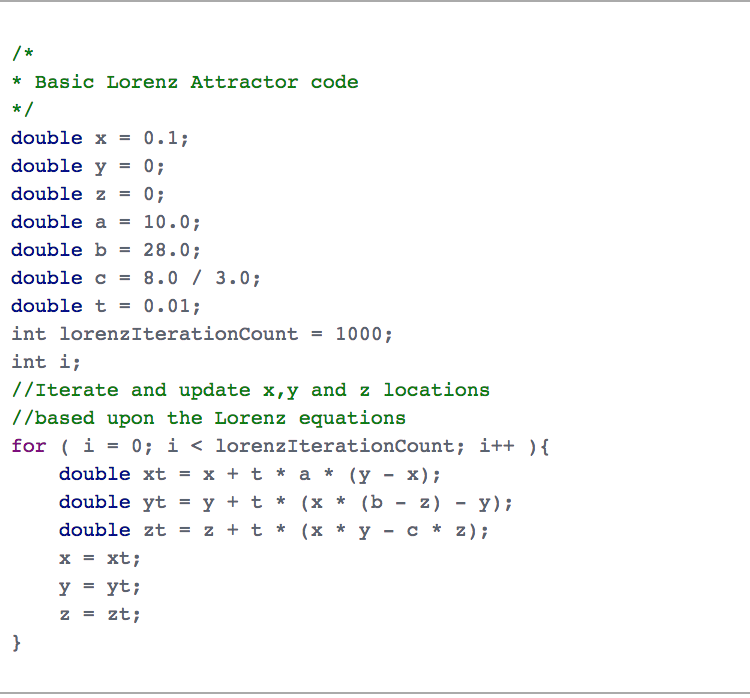 /*
* Basic Lorenz Attractor code
*/
double x = 0.1;
double y = 0;
double z = 0;
double a = 10.0;
double b = 28.0;
double c = 8.0 / 3.0;
double t = 0.01;
int lorenzIterationCount = 1000;
int i;
//Iterate and update x,y and z locations
//based upon the Lorenz equations
for ( i = 0; i < lorenzIterationCount; i++ ){
    double xt = x + t * a * (y - x);
    double yt = y + t * (x * (b - z) - y);
    double zt = z + t * (x * y - c * z);
    x = xt;
    y = yt;
    z = zt;
}